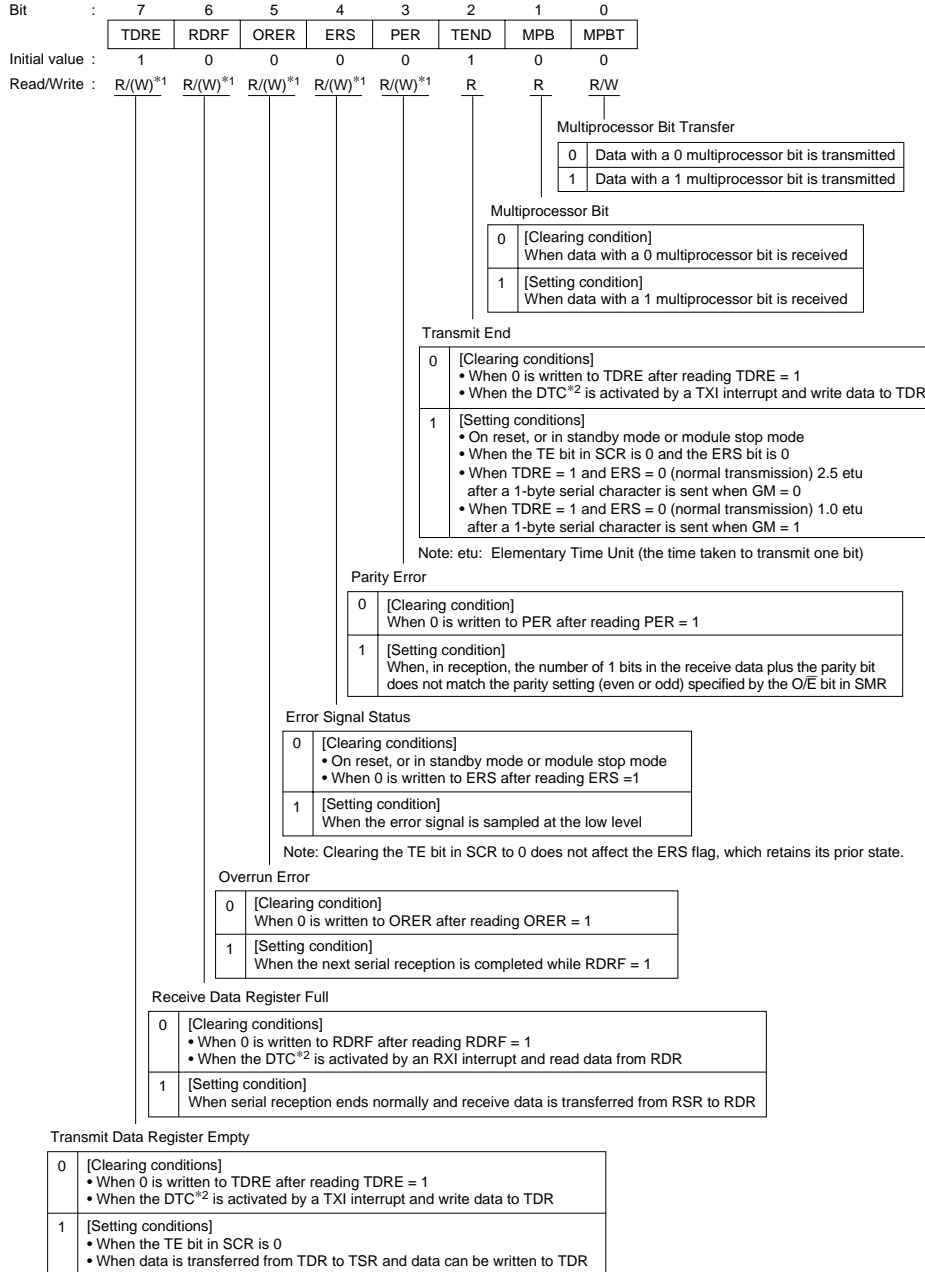 Bit : 7 6 5 4 3 2 1 0
TDRE RDRF ORER ERS PER TEND MPB MPBT
Initial value : 1 0 0 0 0 1 0 0
Read/Write : R/(W)*1 R/(W)*1 R/(W)*1 R/(W)*1 R/(W)*1 R R R/W
Multiprocessor Bit Transfer
0 Data with a 0 multiprocessor bit is transmitted
1 Data with a 1 multiprocessor bit is transmitted
Multiprocessor Bit
0 [Clearing condition]
When data with a 0 multiprocessor bit is received
1 [Setting condition]
When data with a 1 multiprocessor bit is received
Transmit End
0 [Clearing conditions]
• When 0 is written to TDRE after reading TDRE = 1
• When the DTC*2 is activated by a TXI interrupt and write data to TDR
1 [Setting conditions]
• On reset, or in standby mode or module stop mode
• When the TE bit in SCR is 0 and the ERS bit is 0
• When TDRE = 1 and ERS = 0 (normal transmission) 2.5 etu
after a 1-byte serial character is sent when GM = 0
• When TDRE = 1 and ERS = 0 (normal transmission) 1.0 etu
after a 1-byte serial character is sent when GM = 1
Note: etu: Elementary Time Unit (the time taken to transmit one bit)
Parity Error
0 [Clearing condition]
When 0 is written to PER after reading PER = 1
1 [Setting condition]
When, in reception, the number of 1 bits in the receive data plus the parity bit
does not match the parity setting (even or odd) specified by the O/E̅ bit in SMR
Error Signal Status
0 [Clearing conditions]
• On reset, or in standby mode or module stop mode
• When 0 is written to ERS after reading ERS =1
1 [Setting condition]
When the error signal is sampled at the low level
Note: Clearing the TE bit in SCR to 0 does not affect the ERS flag, which retains its prior state.
Overrun Error
0 [Clearing condition]
When 0 is written to ORER after reading ORER = 1
1 [Setting condition]
When the next serial reception is completed while RDRF = 1
Receive Data Register Full
0 [Clearing conditions]
• When 0 is written to RDRF after reading RDRF = 1
• When the DTC*2 is activated by an RXI interrupt and read data from RDR
1 [Setting condition]
When serial reception ends normally and receive data is transferred from RSR to RDR
Transmit Data Register Empty
0 [Clearing conditions]
• When 0 is written to TDRE after reading TDRE = 1
• When the DTC*2 is activated by a TXI interrupt and write data to TDR
1 [Setting conditions]
• When the TE bit in SCR is 0
• When data is transferred from TDR to TSR and data can be written to TDR